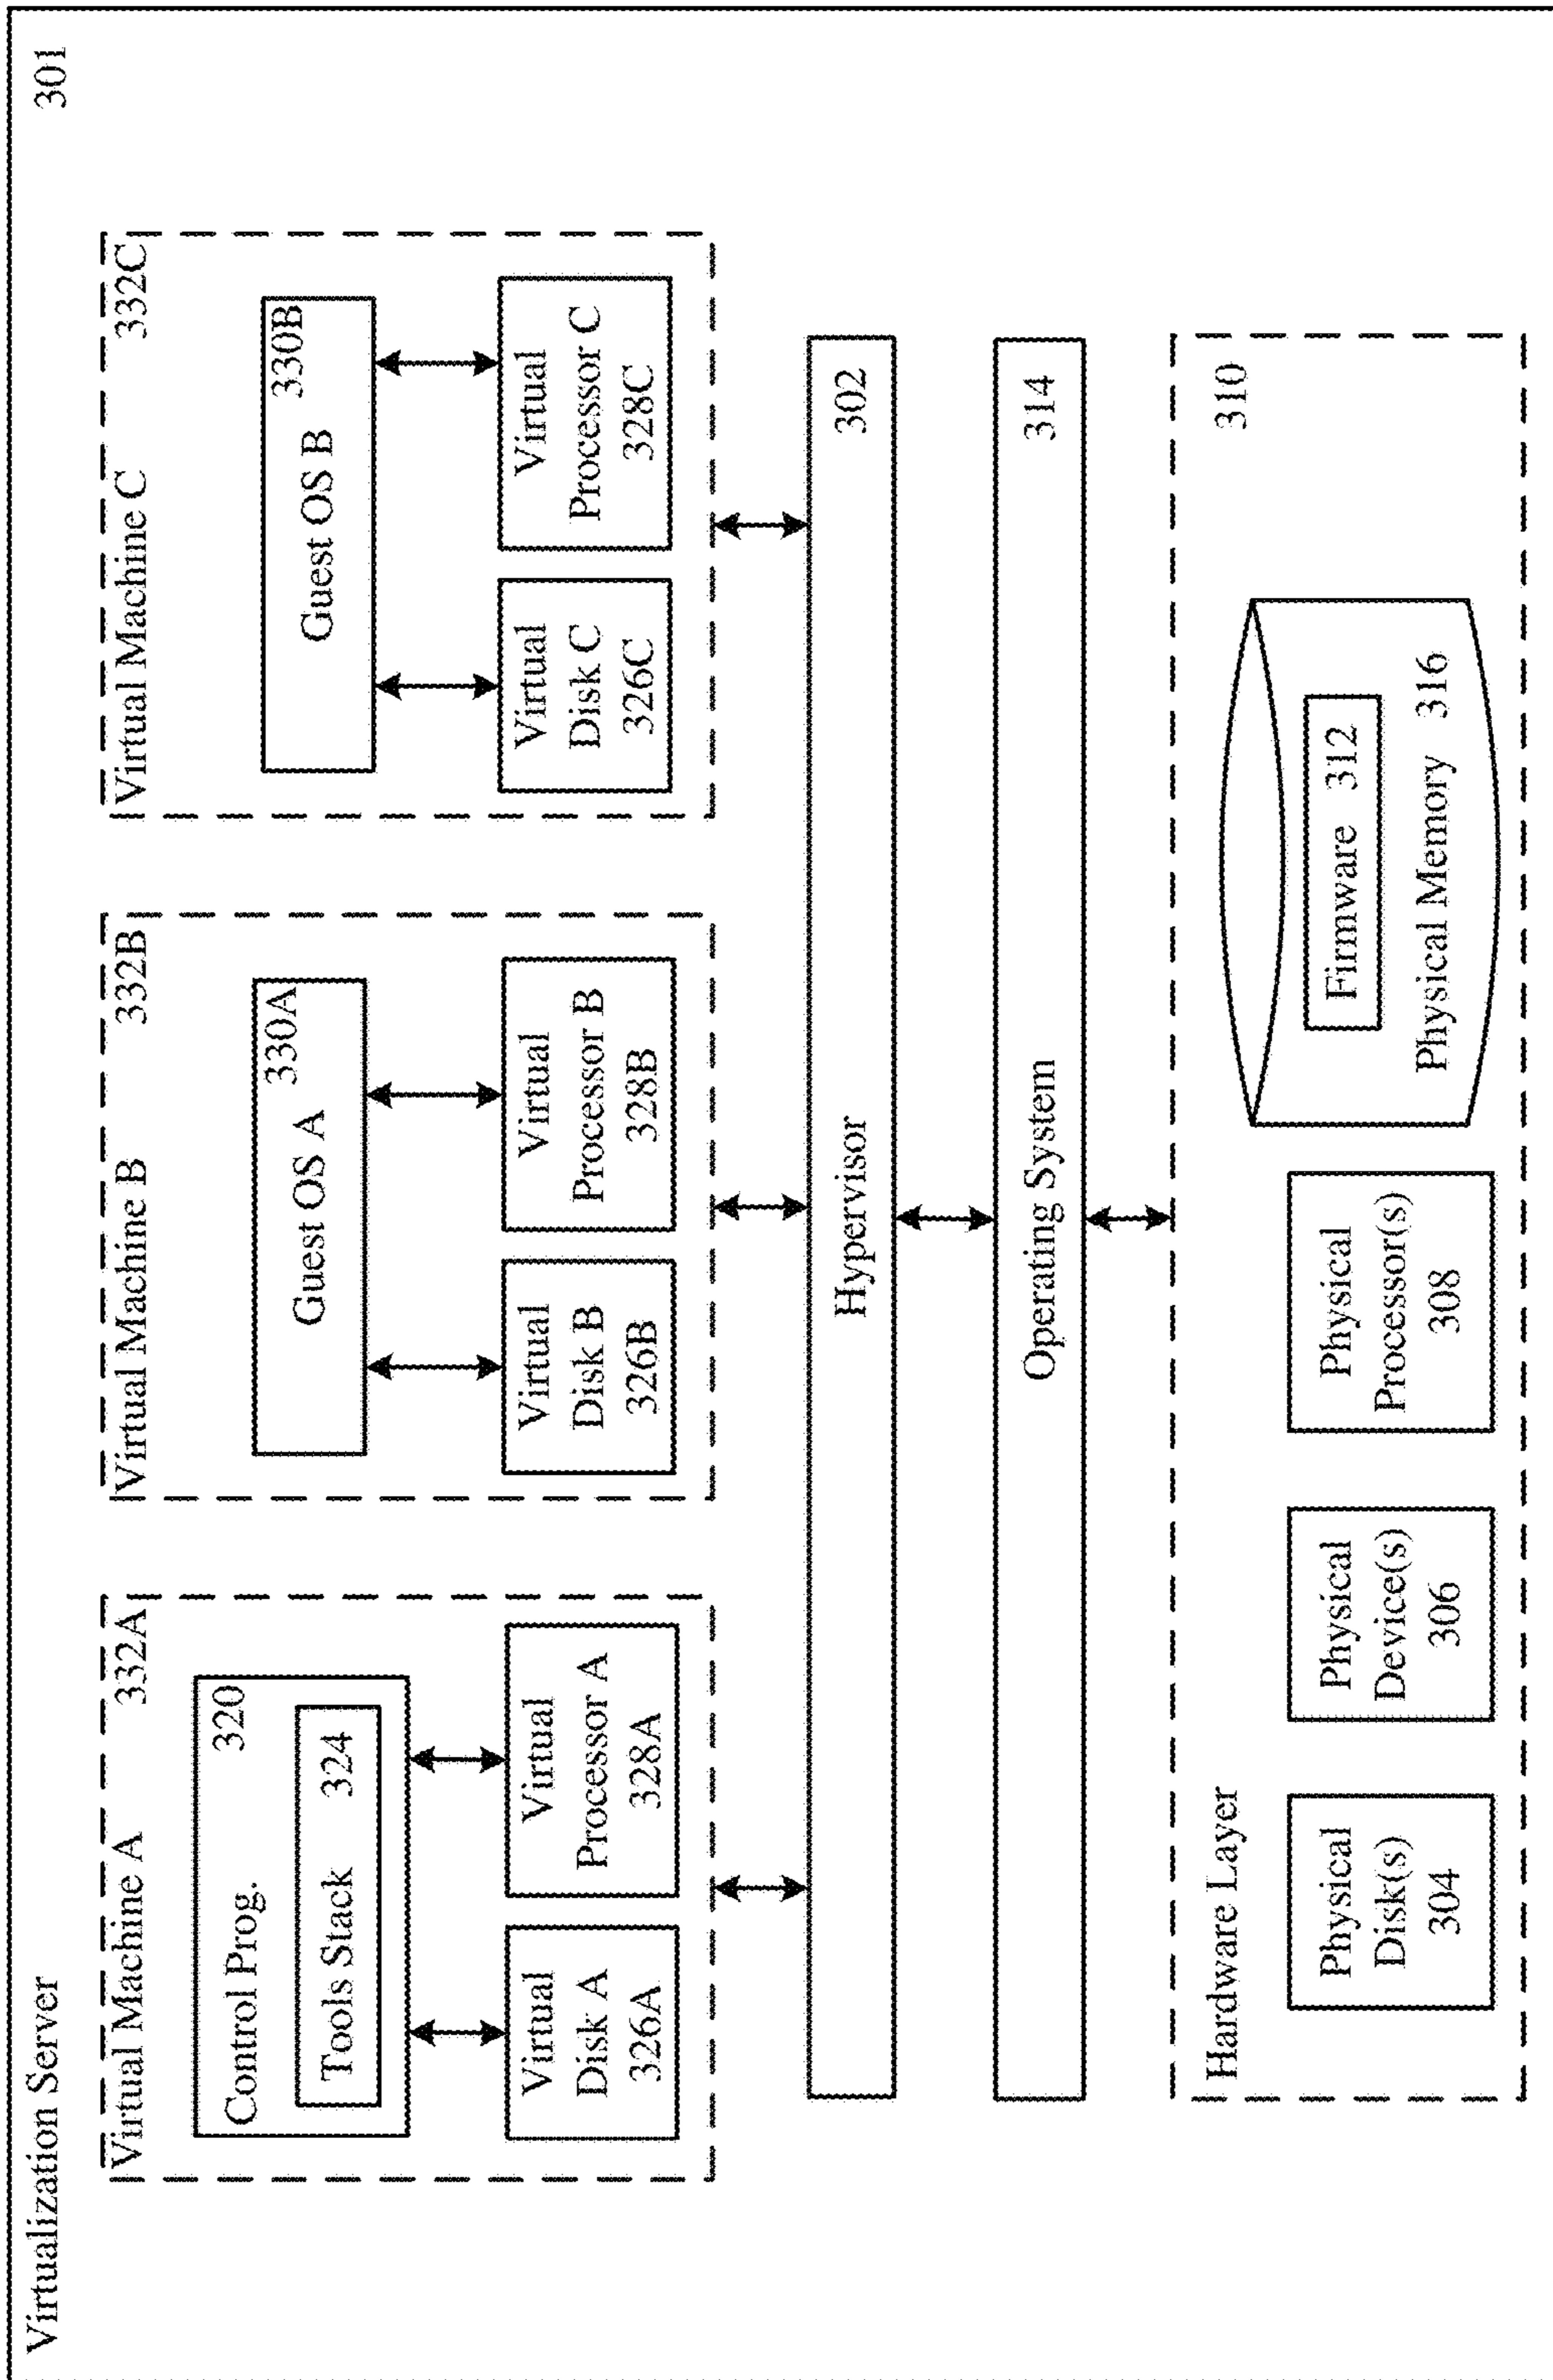 Virtualization Server 301
Virtual Machine A 332A
Control Prog. 320
Tools Stack 324
Virtual
Disk A
326A
Virtual
Processor A
328A
Virtual Machine B 332B
330A
Guest OS A
Virtual
Disk B
326B
Virtual
Processor B
328B
Virtual Machine C 332C
330B
Guest OS B
Virtual
Disk C
326C
Virtual
Processor C
328C
Hypervisor 302
Operating System 314
Hardware Layer 310
Physical
Disk(s)
304
Physical
Device(s)
306
Physical
Processor(s)
308
Firmware 312
Physical Memory 316